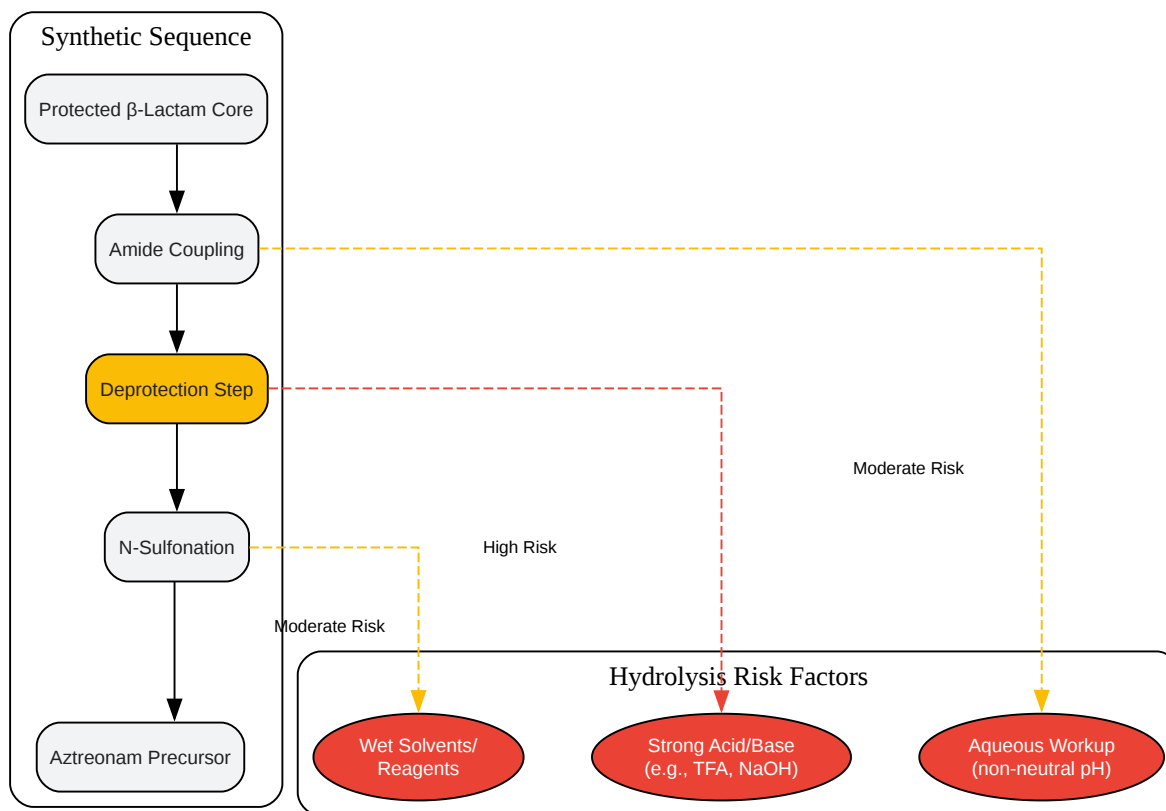 Synthetic Sequence
Protected β-Lactam Core
Amide Coupling
Deprotection Step
N-Sulfonation
Aztreonam Precursor
Moderate Risk
High Risk
Moderate Risk
Hydrolysis Risk Factors
Wet Solvents/
Reagents
Strong Acid/Base
(e.g., TFA, NaOH)
Aqueous Workup
(non-neutral pH)